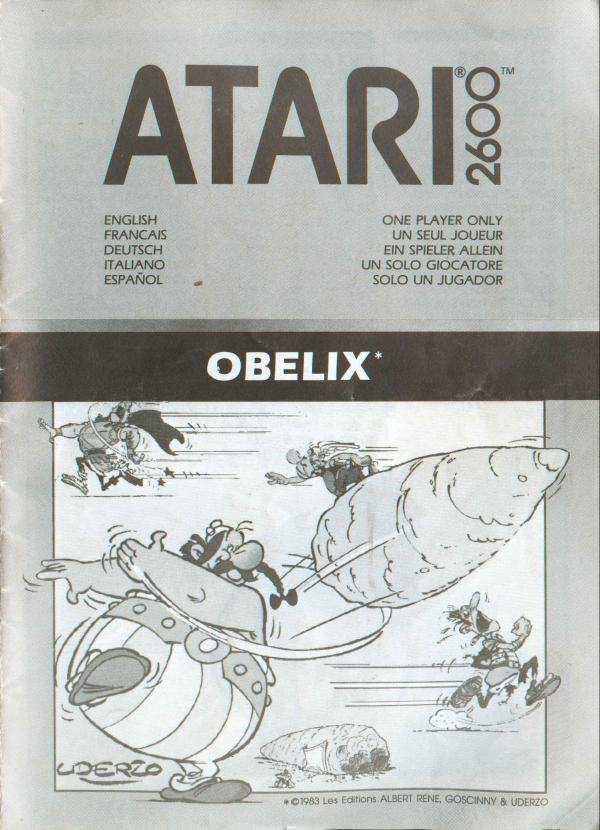 ATARI® 2600™
ENGLISH
FRANCAIS
DEUTSCH
ITALIANO
ESPAÑOL
ONE PLAYER ONLY
UN SEUL JOUEUR
EIN SPIELER ALLEIN
UN SOLO GIOCATORE
SOLO UN JUGADOR
OBELIX*
UDERZO
* ©1983 Les Editions ALBERT RENE, GOSCINNY & UDERZO